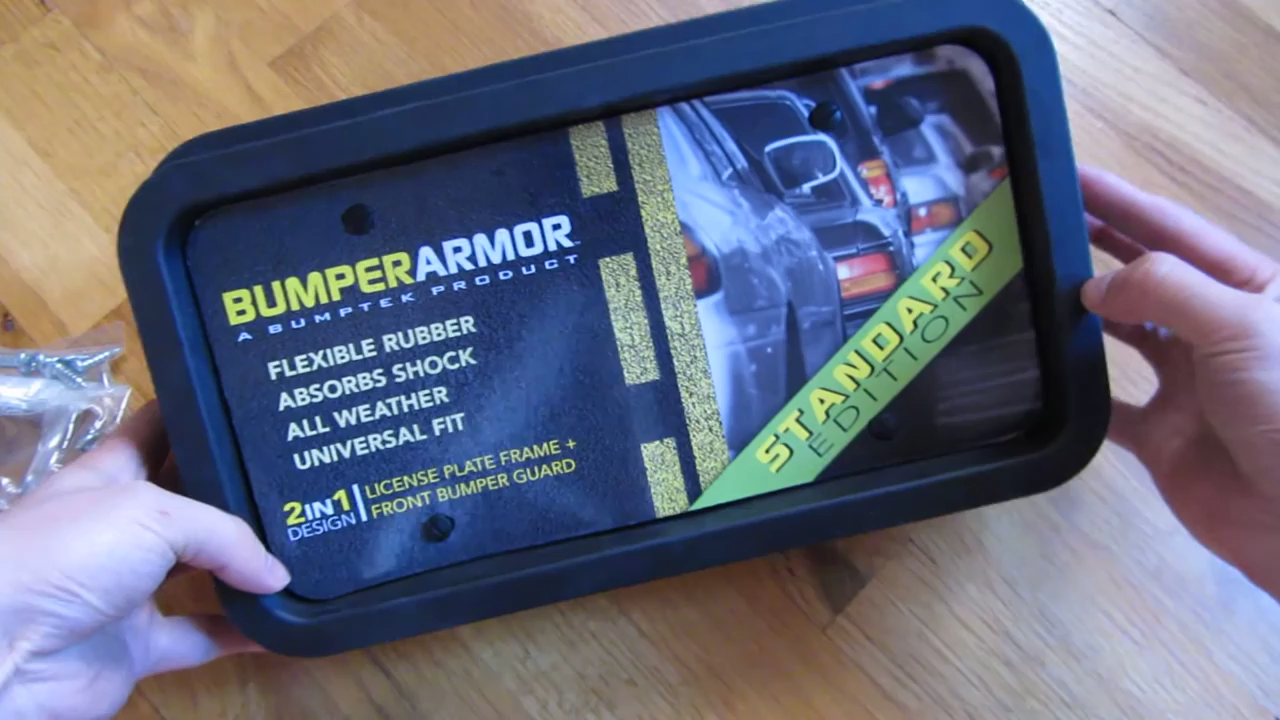 BUMPERARMOR
A BUMPTEK PRODUCT
FLEXIBLE RUBBER
ABSORBS SHOCK
ALL WEATHER
UNIVERSAL FIT
2IN1
DESIGN
LICENSE PLATE FRAME +
FRONT BUMPER GUARD
STANDARD
EDITION